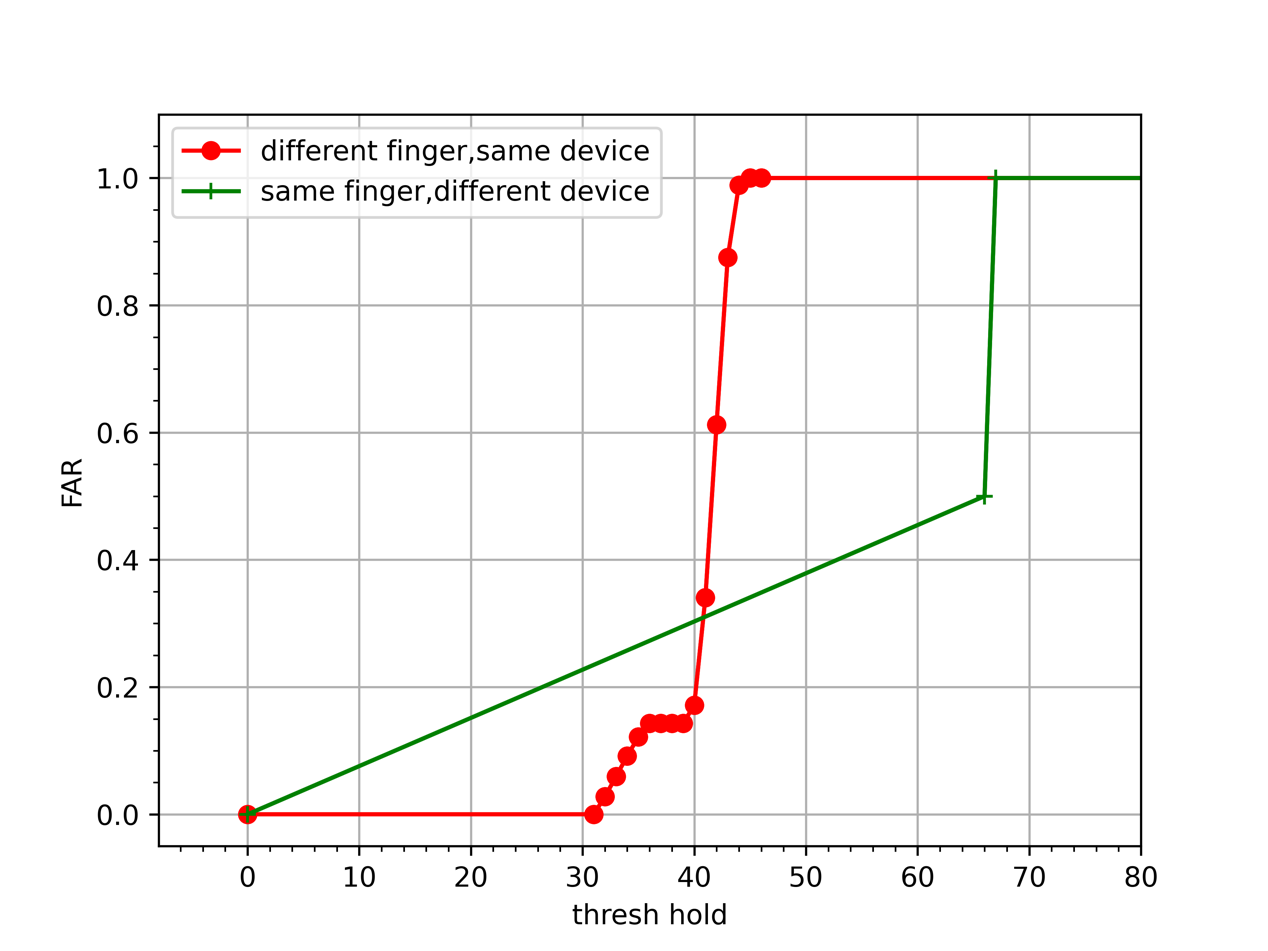 different finger,same device
same finger,different device
1.0
0.8
0.6
0.4
0.2
0.0
FAR
0 10 20 30 40 50 60 70 80
thresh hold